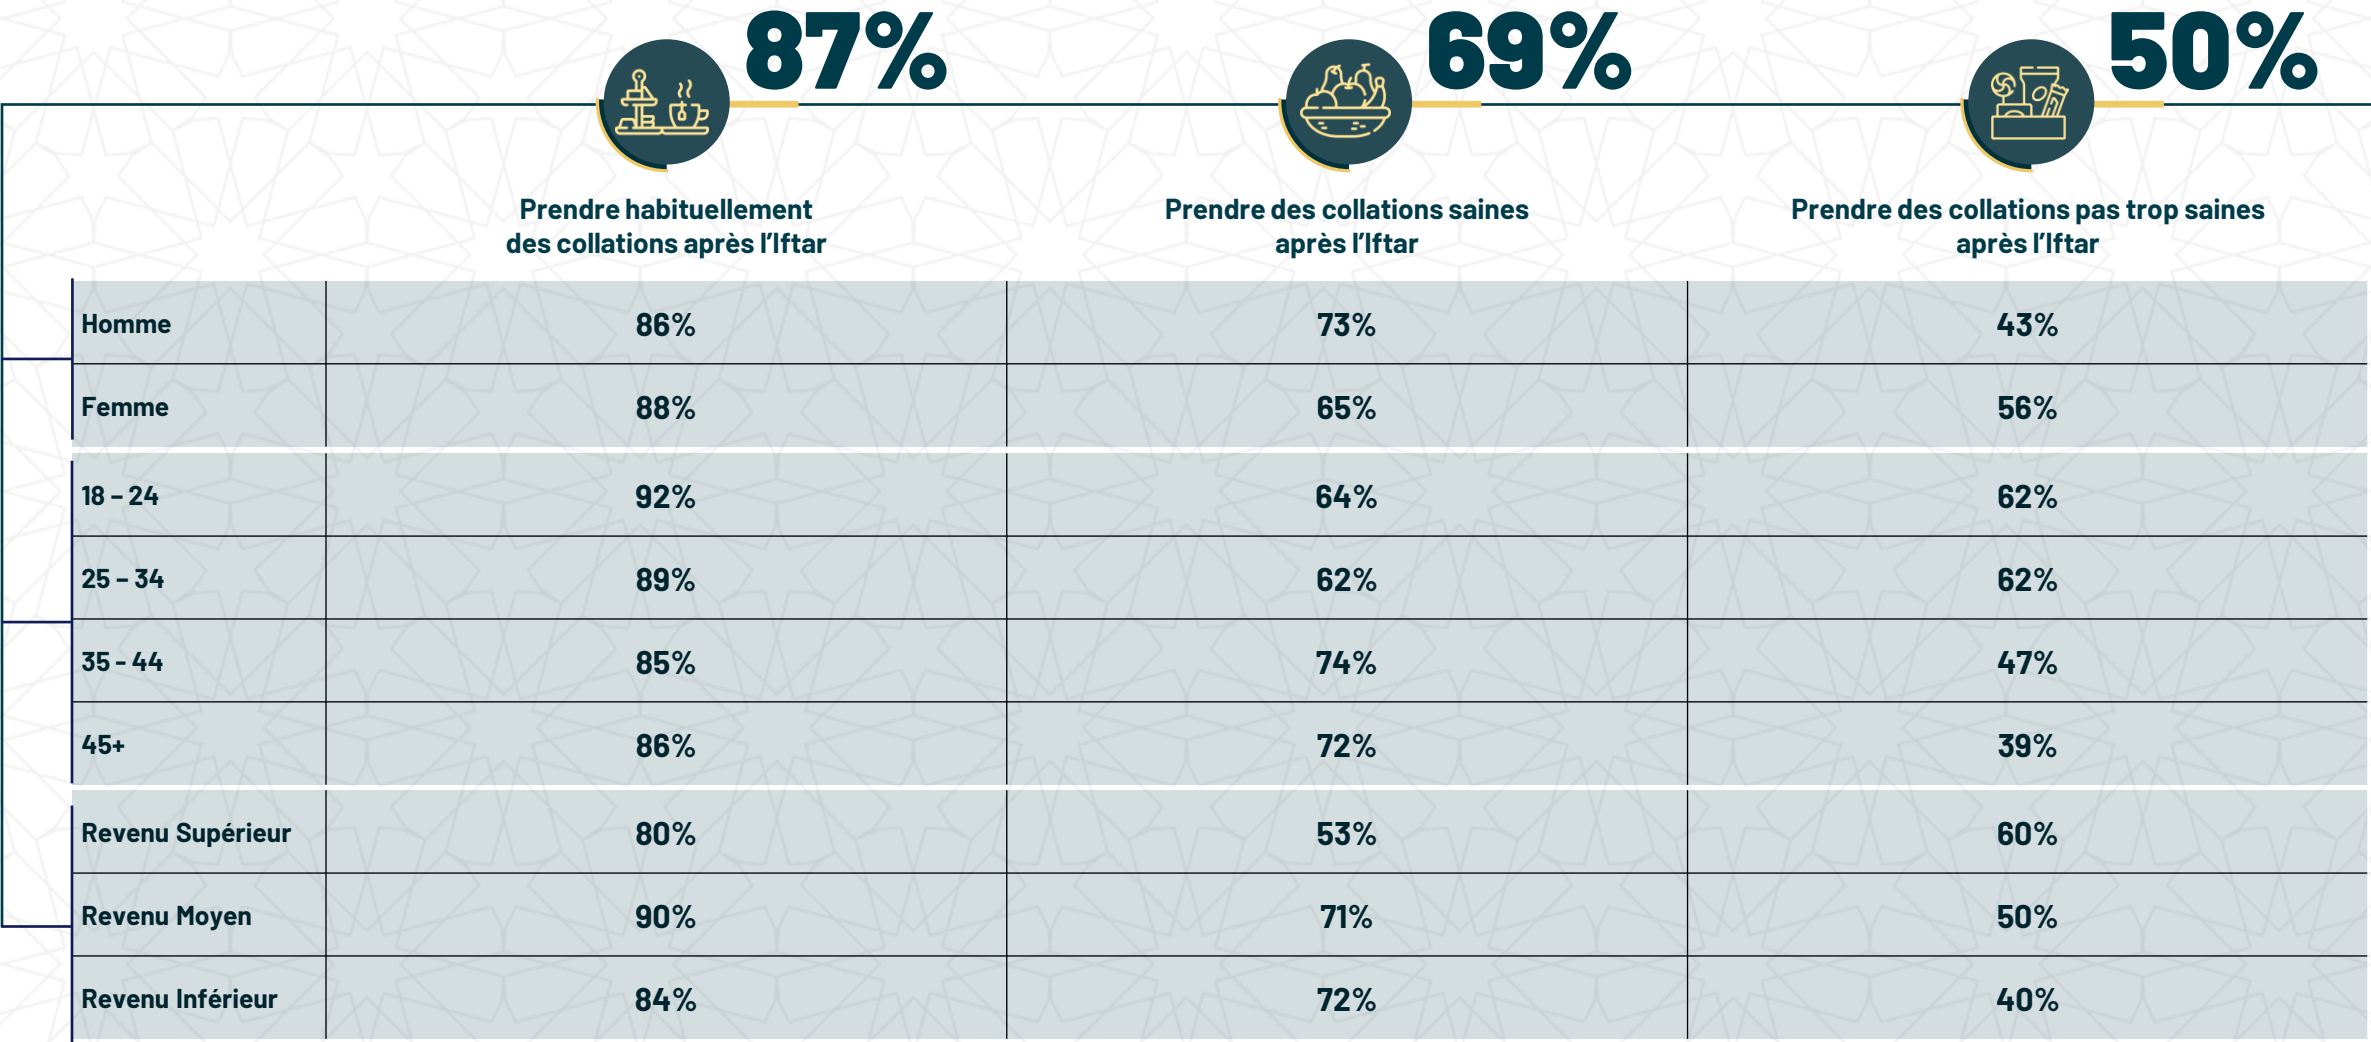 87%
69%
50%
Prendre habituellement
des collations après l'Iftar
Prendre des collations saines
après l'Iftar
Prendre des collations pas trop saines
après l'Iftar
Homme 86% 73% 43%
Femme 88% 65% 56%
18 – 24 92% 64% 62%
25 – 34 89% 62% 62%
35 - 44 85% 74% 47%
45+ 86% 72% 39%
Revenu Supérieur 80% 53% 60%
Revenu Moyen 90% 71% 50%
Revenu Inférieur 84% 72% 40%